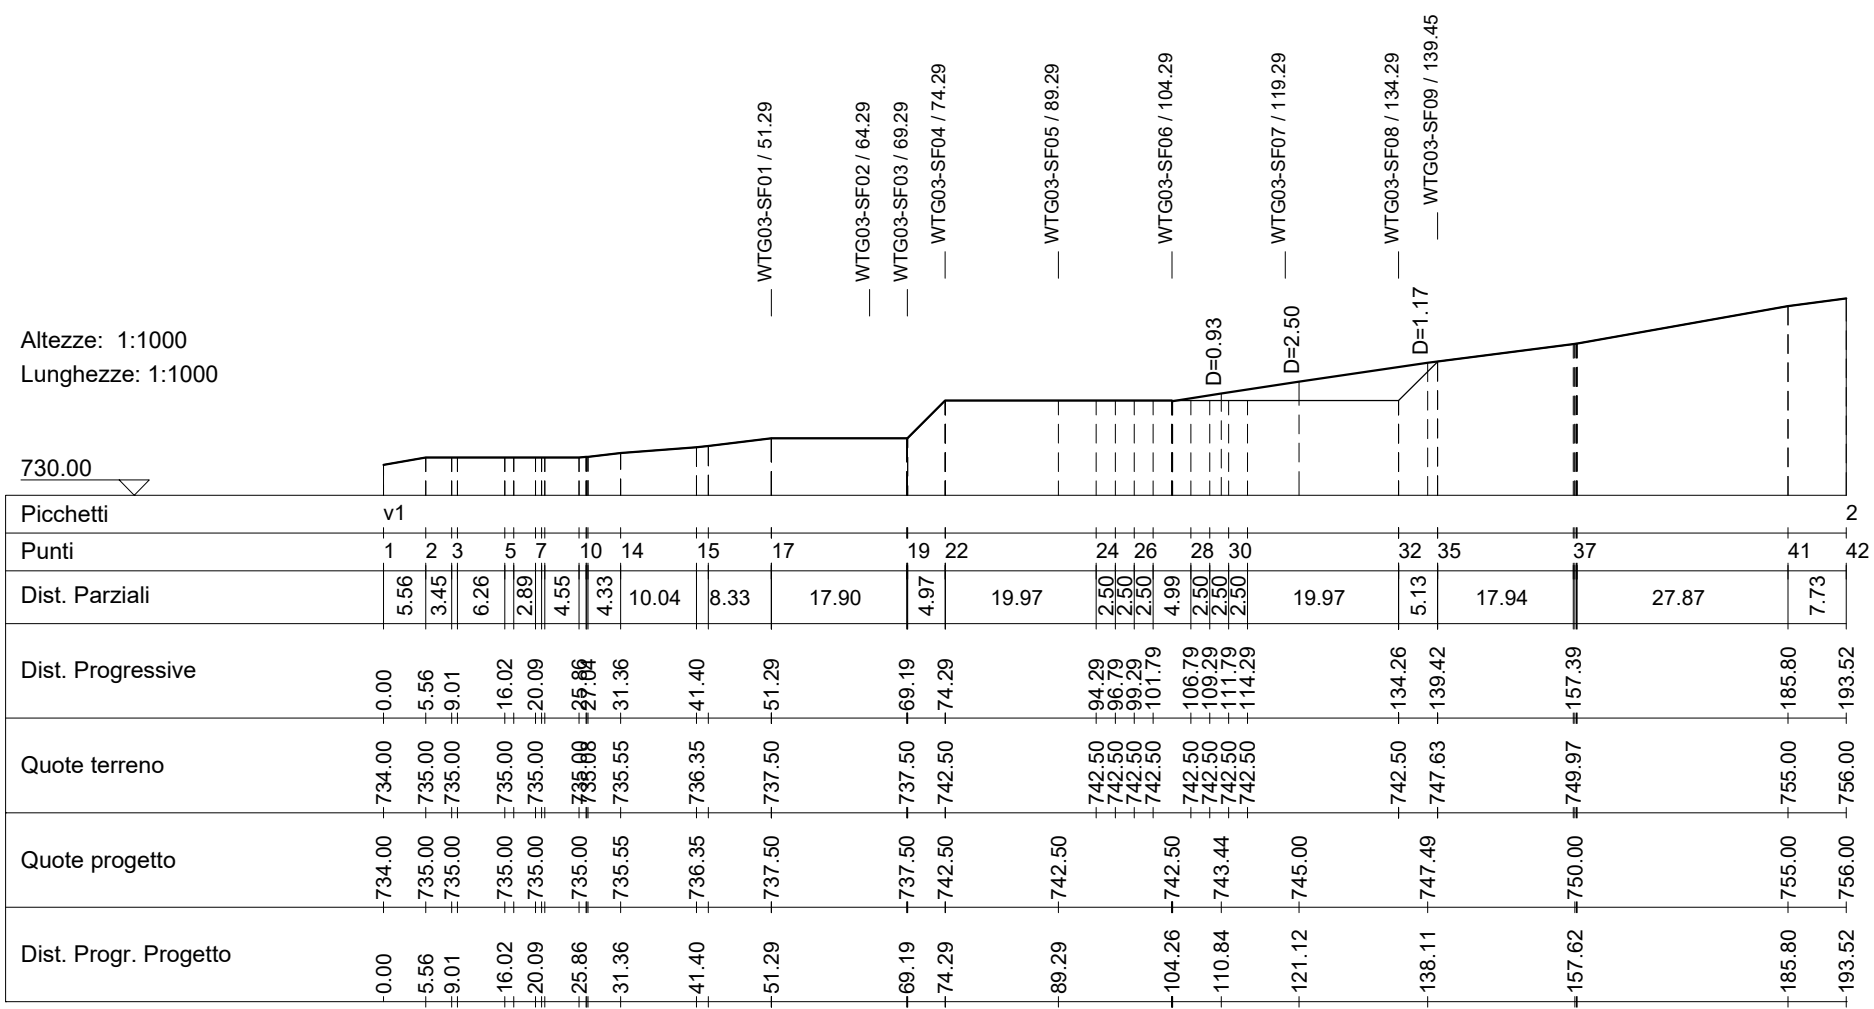 WTG03-SF01 / 51.29
WTG03-SF02 / 64.29
WTG03-SF03 / 69.29
WTG03-SF04 / 74.29
WTG03-SF05 / 89.29
WTG03-SF06 / 104.29
WTG03-SF07 / 119.29
WTG03-SF08 / 134.29
WTG03-SF09 / 139.45
D=0.93
D=2.50
D=1.17
Altezze: 1:1000
Lunghezze: 1:1000
730.00
Picchetti v1 2
Punti 1 2 3 5 7 10 14 15 17 19 22 24 26 28 30 32 35 37 41 42
Dist. Parziali 5.56 3.45 6.26 2.89 4.55 4.33 10.04 8.33 17.90 4.97 19.97 2.50 2.50 2.50 4.99 2.50 2.50 2.50 19.97 5.13 17.94 27.87 7.73
Dist. Progressive 0.00 5.56 9.01 16.02 20.09 25.86 27.04 31.36 41.40 51.29 69.19 74.29 94.29 96.79 99.29 101.79 106.79 109.29 111.79 114.29 134.26 139.42 157.39 185.80 193.52
Quote terreno 734.00 735.00 735.00 735.00 735.00 735.00 735.08 735.55 736.35 737.50 737.50 742.50 742.50 742.50 742.50 742.50 742.50 742.50 742.50 742.50 742.50 747.63 749.97 755.00 756.00
Quote progetto 734.00 735.00 735.00 735.00 735.00 735.00 735.55 736.35 737.50 737.50 742.50 742.50 742.50 743.44 745.00 747.49 750.00 755.00 756.00
Dist. Progr. Progetto 0.00 5.56 9.01 16.02 20.09 25.86 31.36 41.40 51.29 69.19 74.29 89.29 104.26 110.84 121.12 138.11 157.62 185.80 193.52